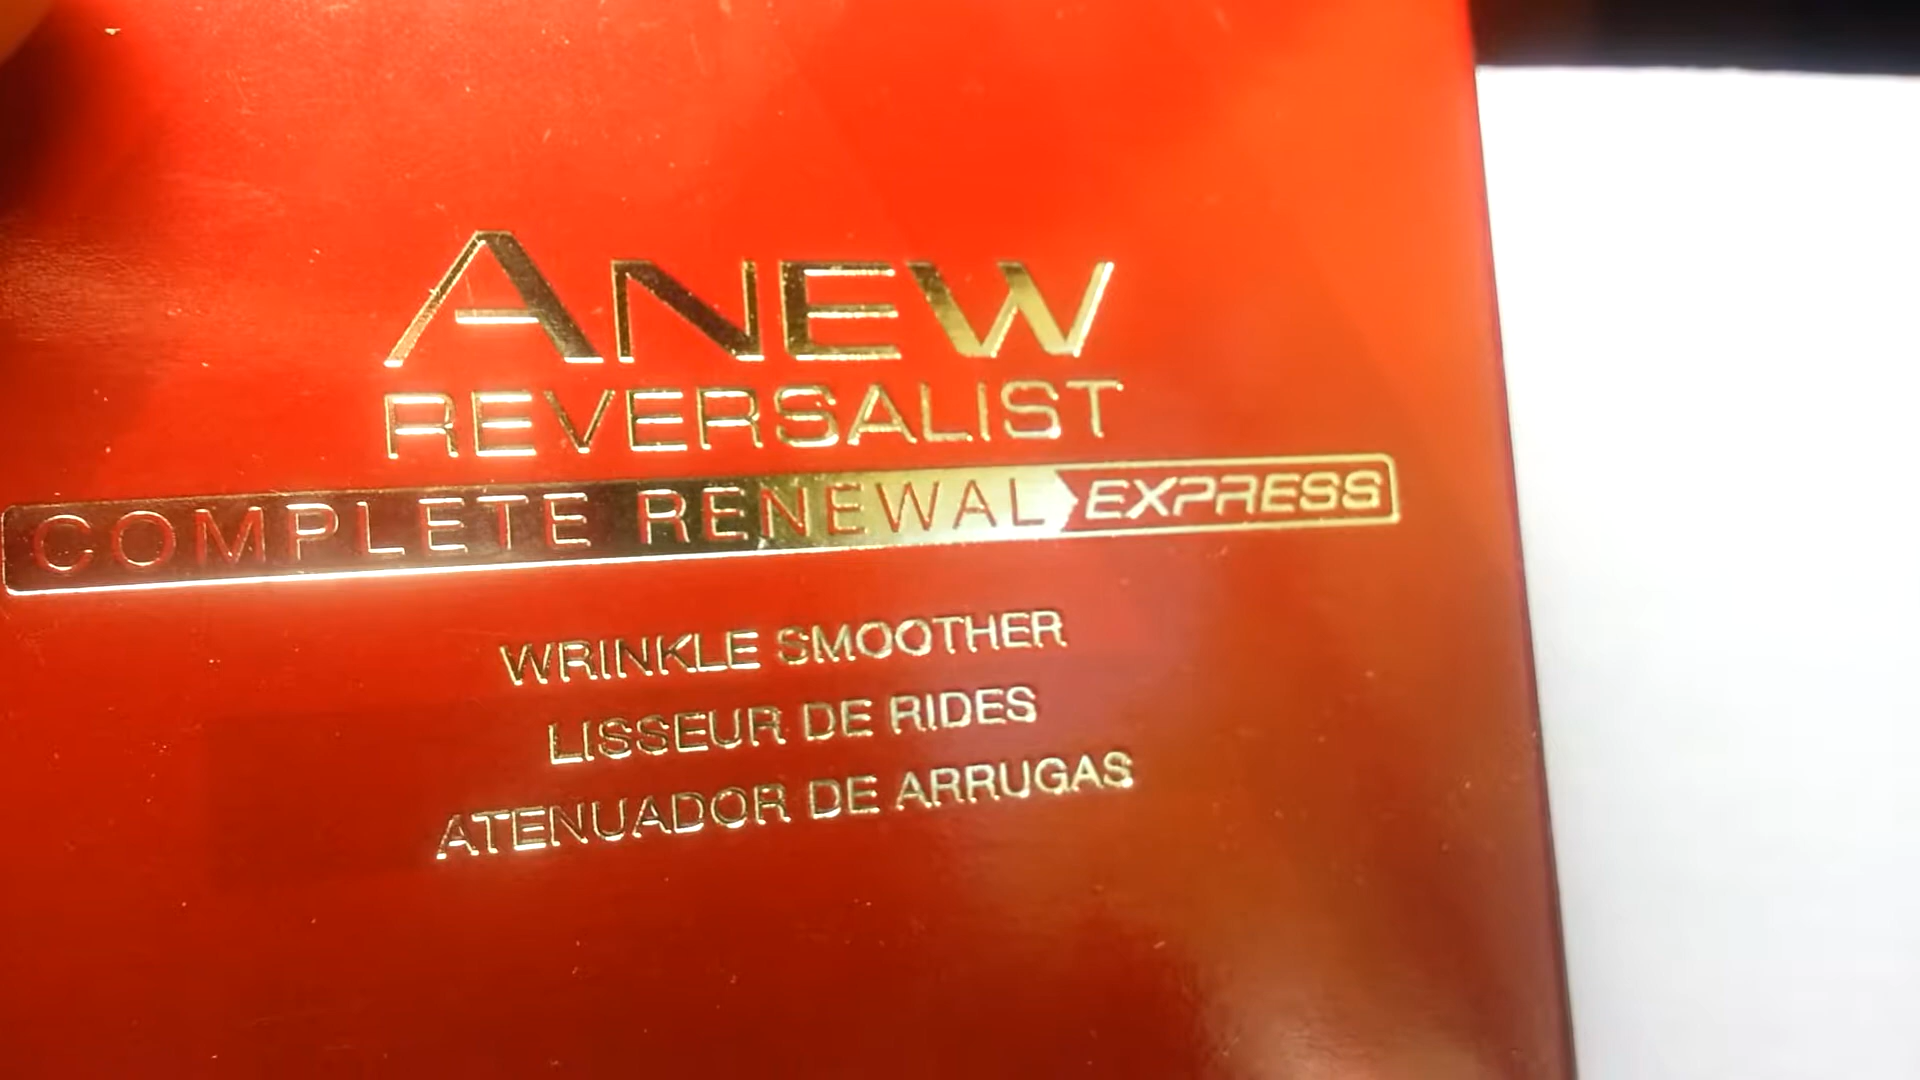 ANEW
REVERSALIST
COMPLETE RENEWAL EXPRESS
WRINKLE SMOOTHER
LISSEUR DE RIDES
ATENUADOR DE ARRUGAS